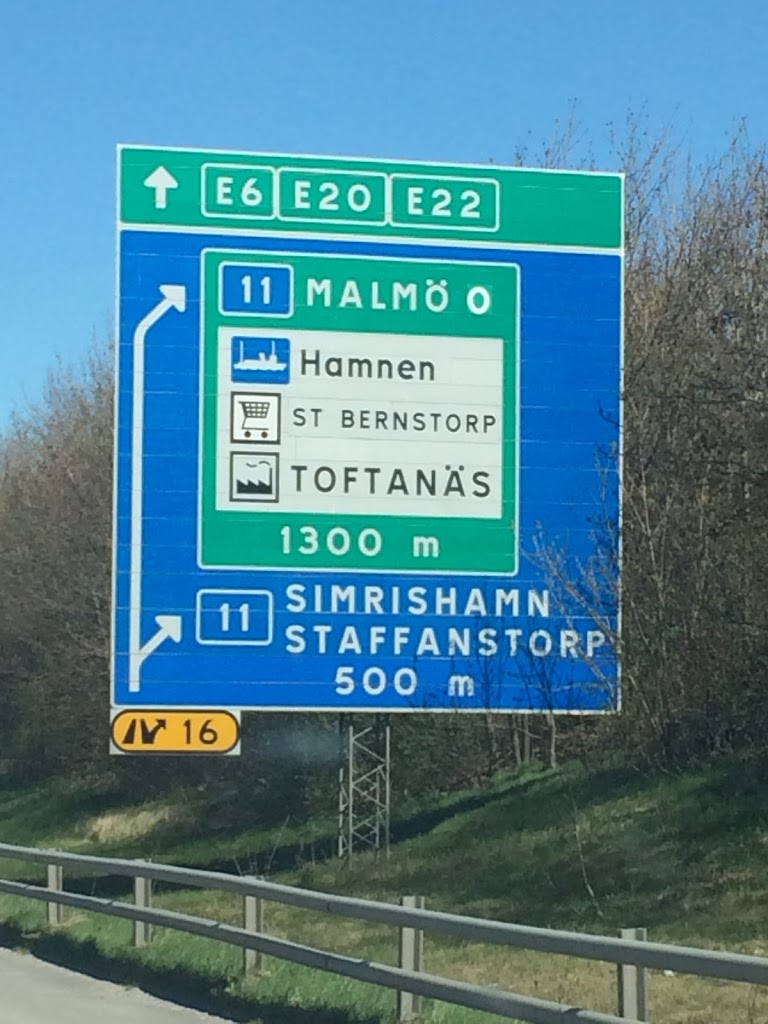 E6 E20 E22
11 MALMÖ O
Hamnen
ST BERNSTORP
TOFTANÄS
1300 m
11 SIMRISHAMN
STAFFANSTORP
500 m
16